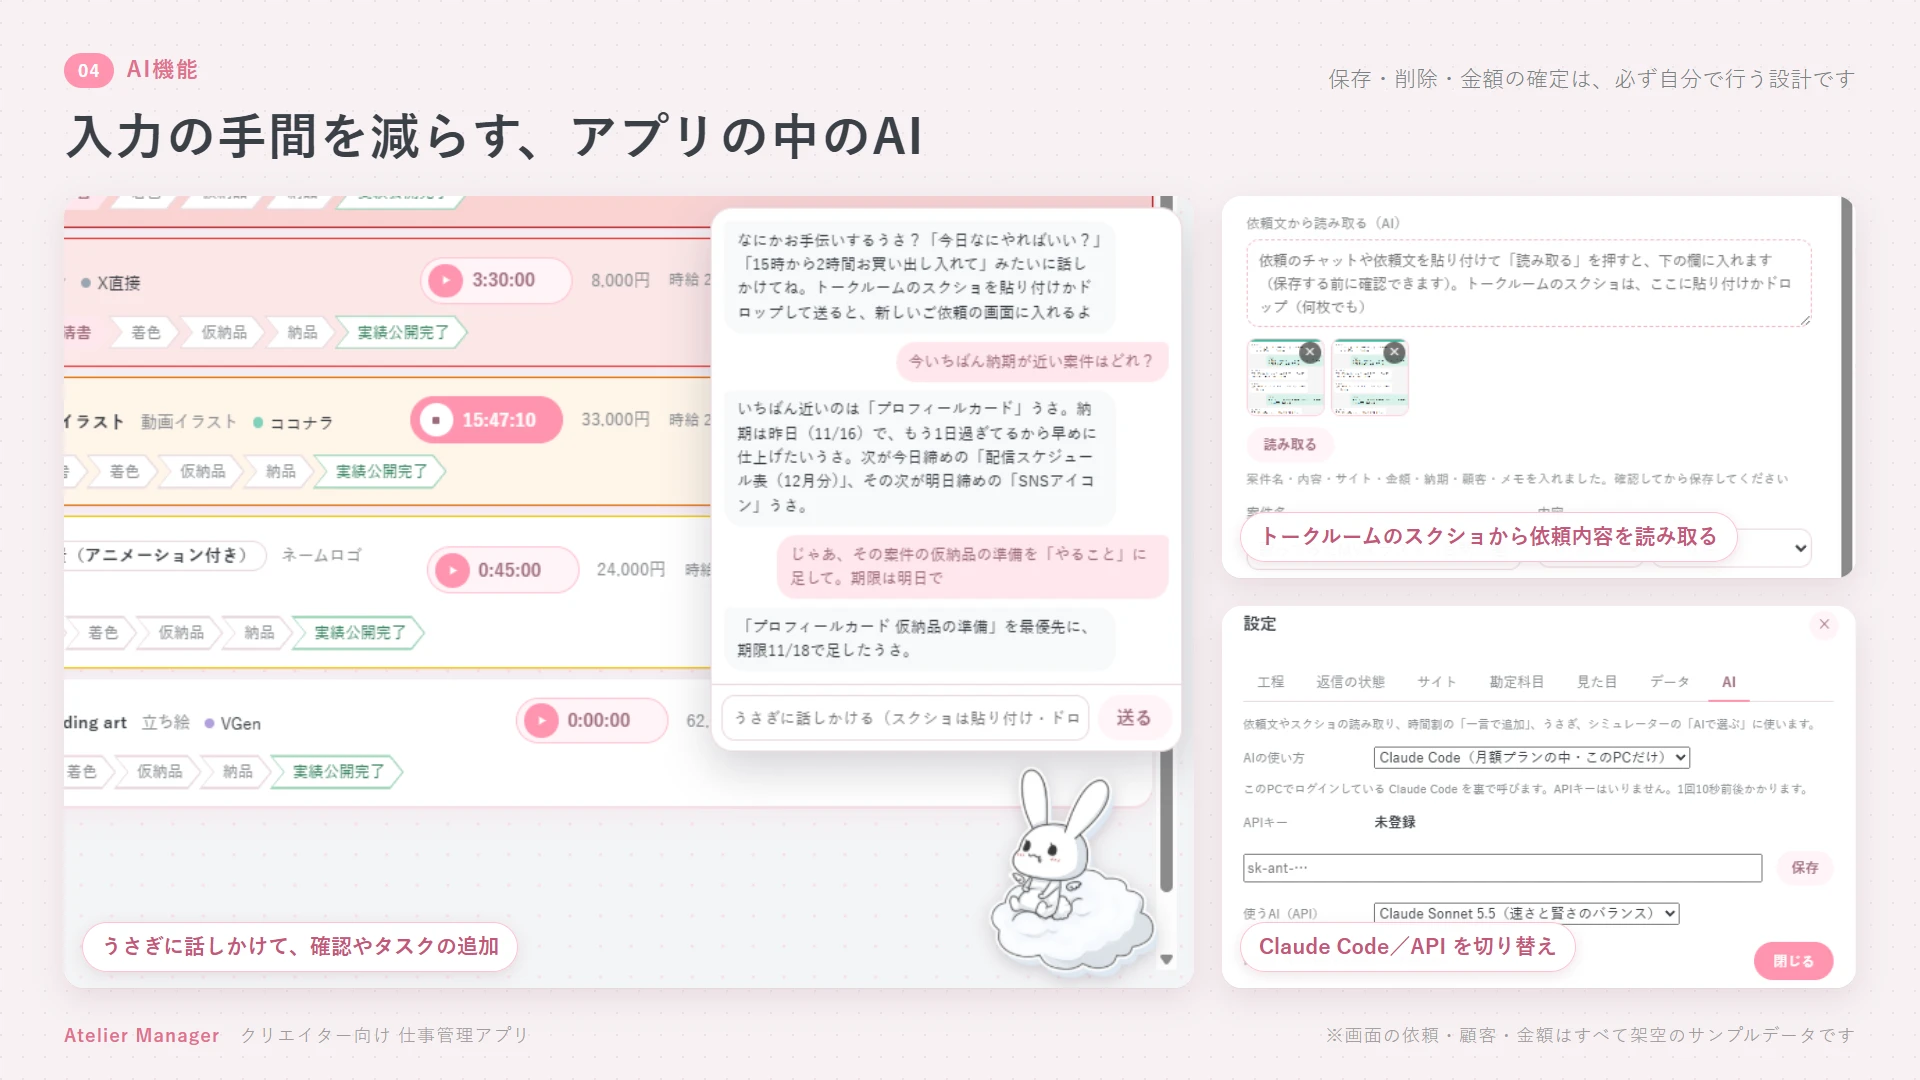 04 AI機能
保存・削除・金額の確定は、必ず自分で行う設計です
入力の手間を減らす、アプリの中のAI
X直接
3:30:00
8,000円
時給 2
清書
着色
仮納品
納品
実績公開完了
イラスト
動画イラスト
ココナラ
15:47:10
33,000円
時給 2
着色
仮納品
納品
実績公開完了
（アニメーション付き）
ネームロゴ
0:45:00
24,000円
時給
着色
仮納品
納品
実績公開完了
ding art
立ち絵
VGen
0:00:00
62,
着色
仮納品
納品
実績公開完了
なにかお手伝いするうさ？「今日なにやればいい？」
「15時から2時間お買い出し入れて」みたいに話し
かけてね。トークルームのスクショを貼り付けかド
ロップして送ると、新しいご依頼の画面に入れるよ
今いちばん納期が近い案件はどれ？
いちばん近いのは「プロフィールカード」うさ。納
期は昨日（11/16）で、もう1日過ぎてるから早めに
仕上げたいうさ。次が今日締めの「配信スケジュー
ル表（12月分）」、その次が明日締めの「SNSアイコ
ン」うさ。
じゃあ、その案件の仮納品の準備を「やること」に
足して。期限は明日で
「プロフィールカード 仮納品の準備」を最優先に、
期限11/18で足したうさ。
うさぎに話しかける（スクショは貼り付け・ドロ
送る
うさぎに話しかけて、確認やタスクの追加
依頼文から読み取る（AI）
依頼のチャットや依頼文を貼り付けて「読み取る」を押すと、下の欄に入れます
（保存する前に確認できます）。トークルームのスクショは、ここに貼り付けかドロ
ップ（何枚でも）
読み取る
案件名・内容・サイト・金額・納期・顧客・メモを入れました。確認してから保存してください
トークルームのスクショから依頼内容を読み取る
設定
工程
返信の状態
サイト
勘定科目
見た目
データ
AI
依頼文やスクショの読み取り、時間割の「一言で追加」、うさぎ、シミュレーターの「AIで選ぶ」に使います。
AIの使い方
Claude Code（月額プランの中・このPCだけ）
このPCでログインしている Claude Code を裏で呼びます。APIキーはいりません。1回10秒前後かかります。
APIキー
未登録
sk-ant-…
保存
使うAI（API）
Claude Sonnet 5.5（速さと賢さのバランス）
Claude Code／API を切り替え
閉じる
Atelier Manager クリエイター向け 仕事管理アプリ
※画面の依頼・顧客・金額はすべて架空のサンプルデータです